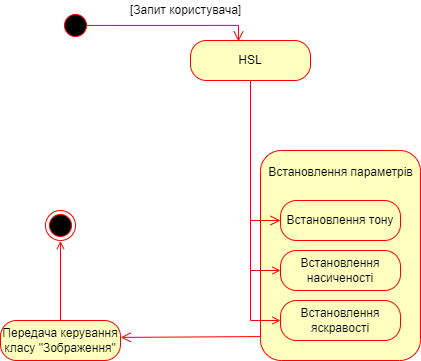 [Запит користувача]
HSL
Встановлення параметрів
Встановлення тону
Встановлення
насиченості
Встановлення
яскравості
Передача керування
класу "Зображення"